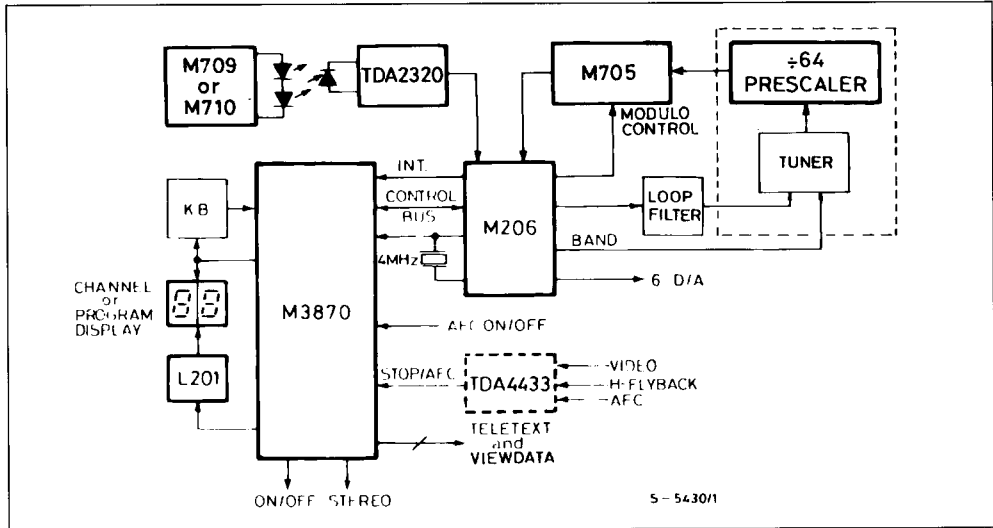 M709
or
M710
TDA2320
M705
÷64
PRESCALER
MODULO
CONTROL
TUNER
INT.
CONTROL
BUS
KB
M206
LOOP
FILTER
BAND
4MHz
6 D/A
CHANNEL
or
PROGRAM
DISPLAY
88
M3870
AFC ON/OFF
L201
STOP/AFC
TDA4433
VIDEO
H-FLYBACK
AFC
TELETEXT
and
VIEWDATA
ON/OFF
STEREO
S-5430/1